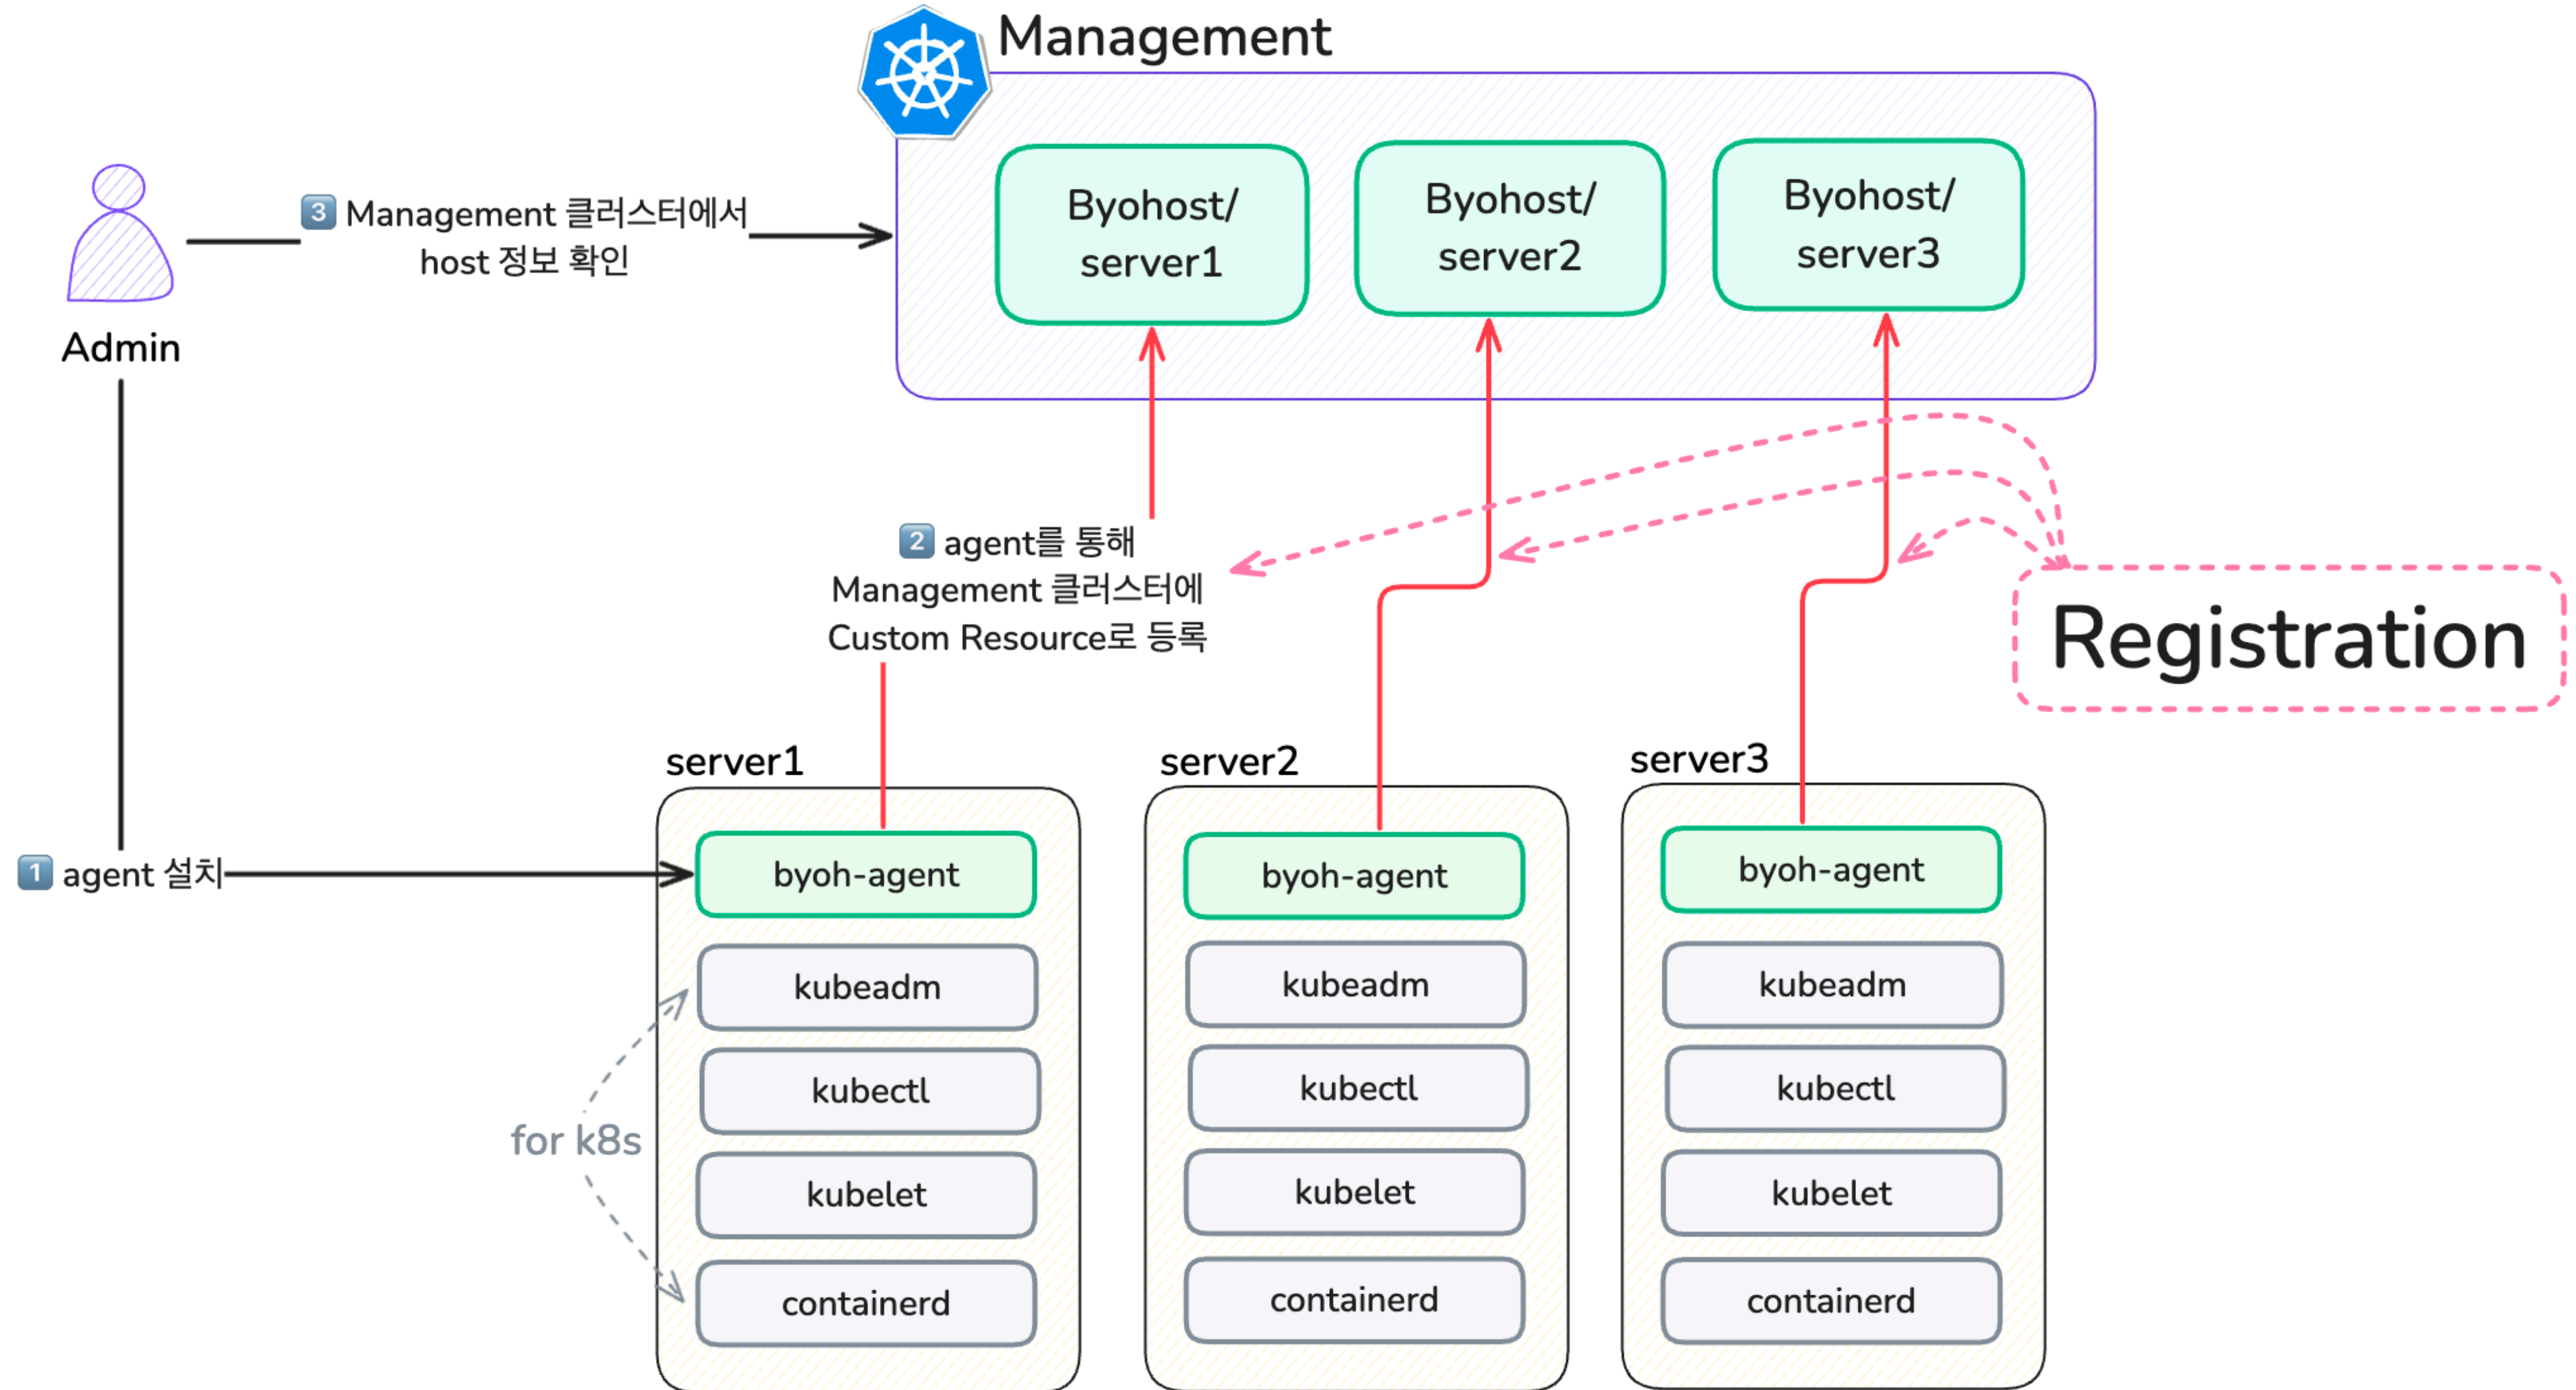 Management
Byohost/
server1
Byohost/
server2
Byohost/
server3
3 Management 클러스터에서
host 정보 확인
Admin
2 agent를 통해
Management 클러스터에
Custom Resource로 등록
Registration
1 agent 설치
server1
byoh-agent
kubeadm
kubectl
kubelet
containerd
for k8s
server2
byoh-agent
kubeadm
kubectl
kubelet
containerd
server3
byoh-agent
kubeadm
kubectl
kubelet
containerd